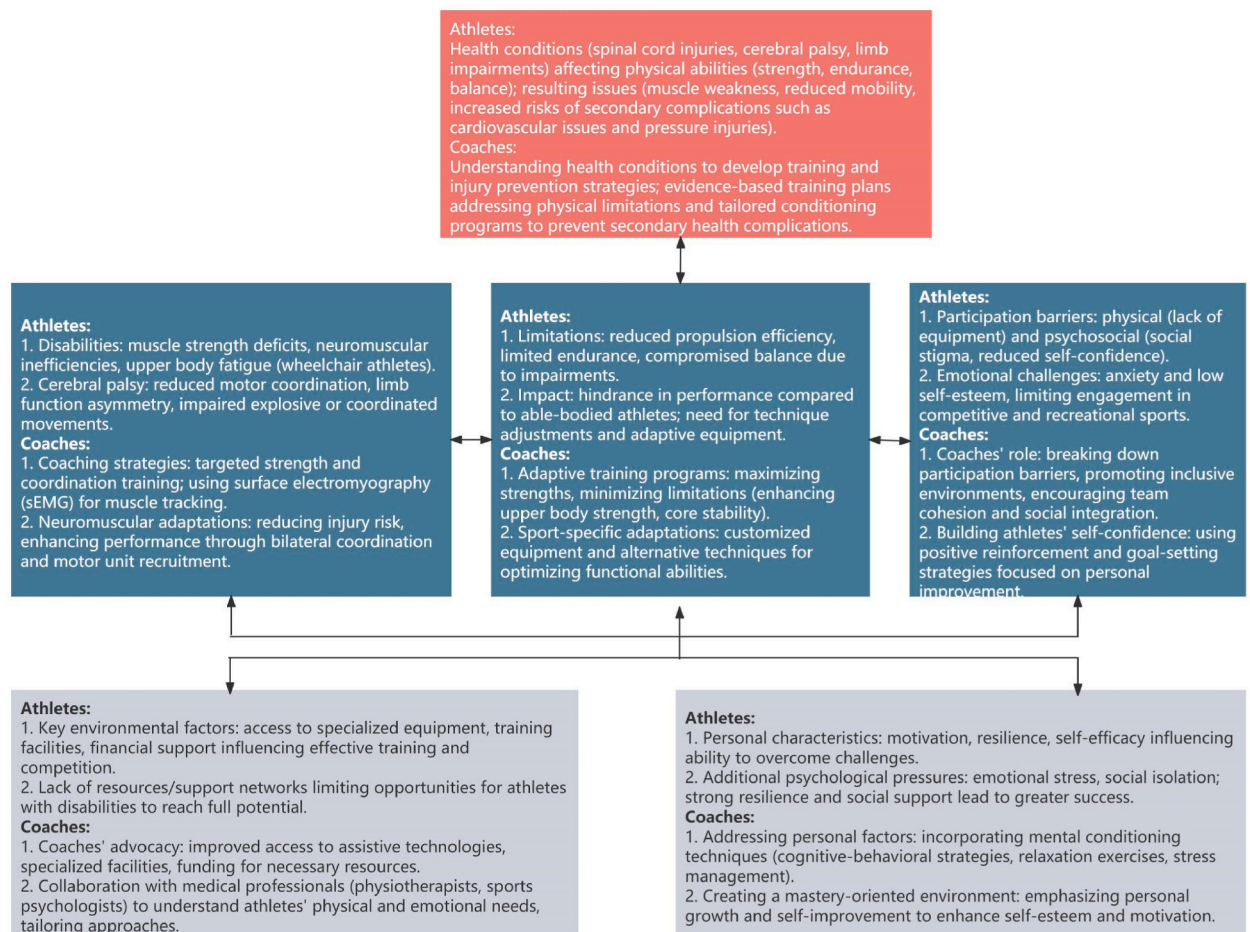 Athletes:
Health conditions (spinal cord injuries, cerebral palsy, limb
impairments) affecting physical abilities (strength, endurance,
balance); resulting issues (muscle weakness, reduced mobility,
increased risks of secondary complications such as
cardiovascular issues and pressure injuries).
Coaches:
Understanding health conditions to develop training and
injury prevention strategies; evidence-based training plans
addressing physical limitations and tailored conditioning
programs to prevent secondary health complications.
Athletes:
1. Disabilities: muscle strength deficits, neuromuscular
inefficiencies, upper body fatigue (wheelchair athletes).
2. Cerebral palsy: reduced motor coordination, limb
function asymmetry, impaired explosive or coordinated
movements.
Coaches:
1. Coaching strategies: targeted strength and
coordination training; using surface electromyography
(sEMG) for muscle tracking.
2. Neuromuscular adaptations: reducing injury risk,
enhancing performance through bilateral coordination
and motor unit recruitment.
Athletes:
1. Limitations: reduced propulsion efficiency,
limited endurance, compromised balance due
to impairments.
2. Impact: hindrance in performance compared
to able-bodied athletes; need for technique
adjustments and adaptive equipment.
Coaches:
1. Adaptive training programs: maximizing
strengths, minimizing limitations (enhancing
upper body strength, core stability).
2. Sport-specific adaptations: customized
equipment and alternative techniques for
optimizing functional abilities.
Athletes:
1. Participation barriers: physical (lack of
equipment) and psychosocial (social
stigma, reduced self-confidence).
2. Emotional challenges: anxiety and low
self-esteem, limiting engagement in
competitive and recreational sports.
Coaches:
1. Coaches' role: breaking down
participation barriers, promoting inclusive
environments, encouraging team
cohesion and social integration.
2. Building athletes' self-confidence: using
positive reinforcement and goal-setting
strategies focused on personal
improvement.
Athletes:
1. Key environmental factors: access to specialized equipment, training
facilities, financial support influencing effective training and
competition.
2. Lack of resources/support networks limiting opportunities for athletes
with disabilities to reach full potential.
Coaches:
1. Coaches' advocacy: improved access to assistive technologies,
specialized facilities, funding for necessary resources.
2. Collaboration with medical professionals (physiotherapists, sports
psychologists) to understand athletes' physical and emotional needs,
tailoring approaches.
Athletes:
1. Personal characteristics: motivation, resilience, self-efficacy influencing
ability to overcome challenges.
2. Additional psychological pressures: emotional stress, social isolation;
strong resilience and social support lead to greater success.
Coaches:
1. Addressing personal factors: incorporating mental conditioning
techniques (cognitive-behavioral strategies, relaxation exercises, stress
management).
2. Creating a mastery-oriented environment: emphasizing personal
growth and self-improvement to enhance self-esteem and motivation.